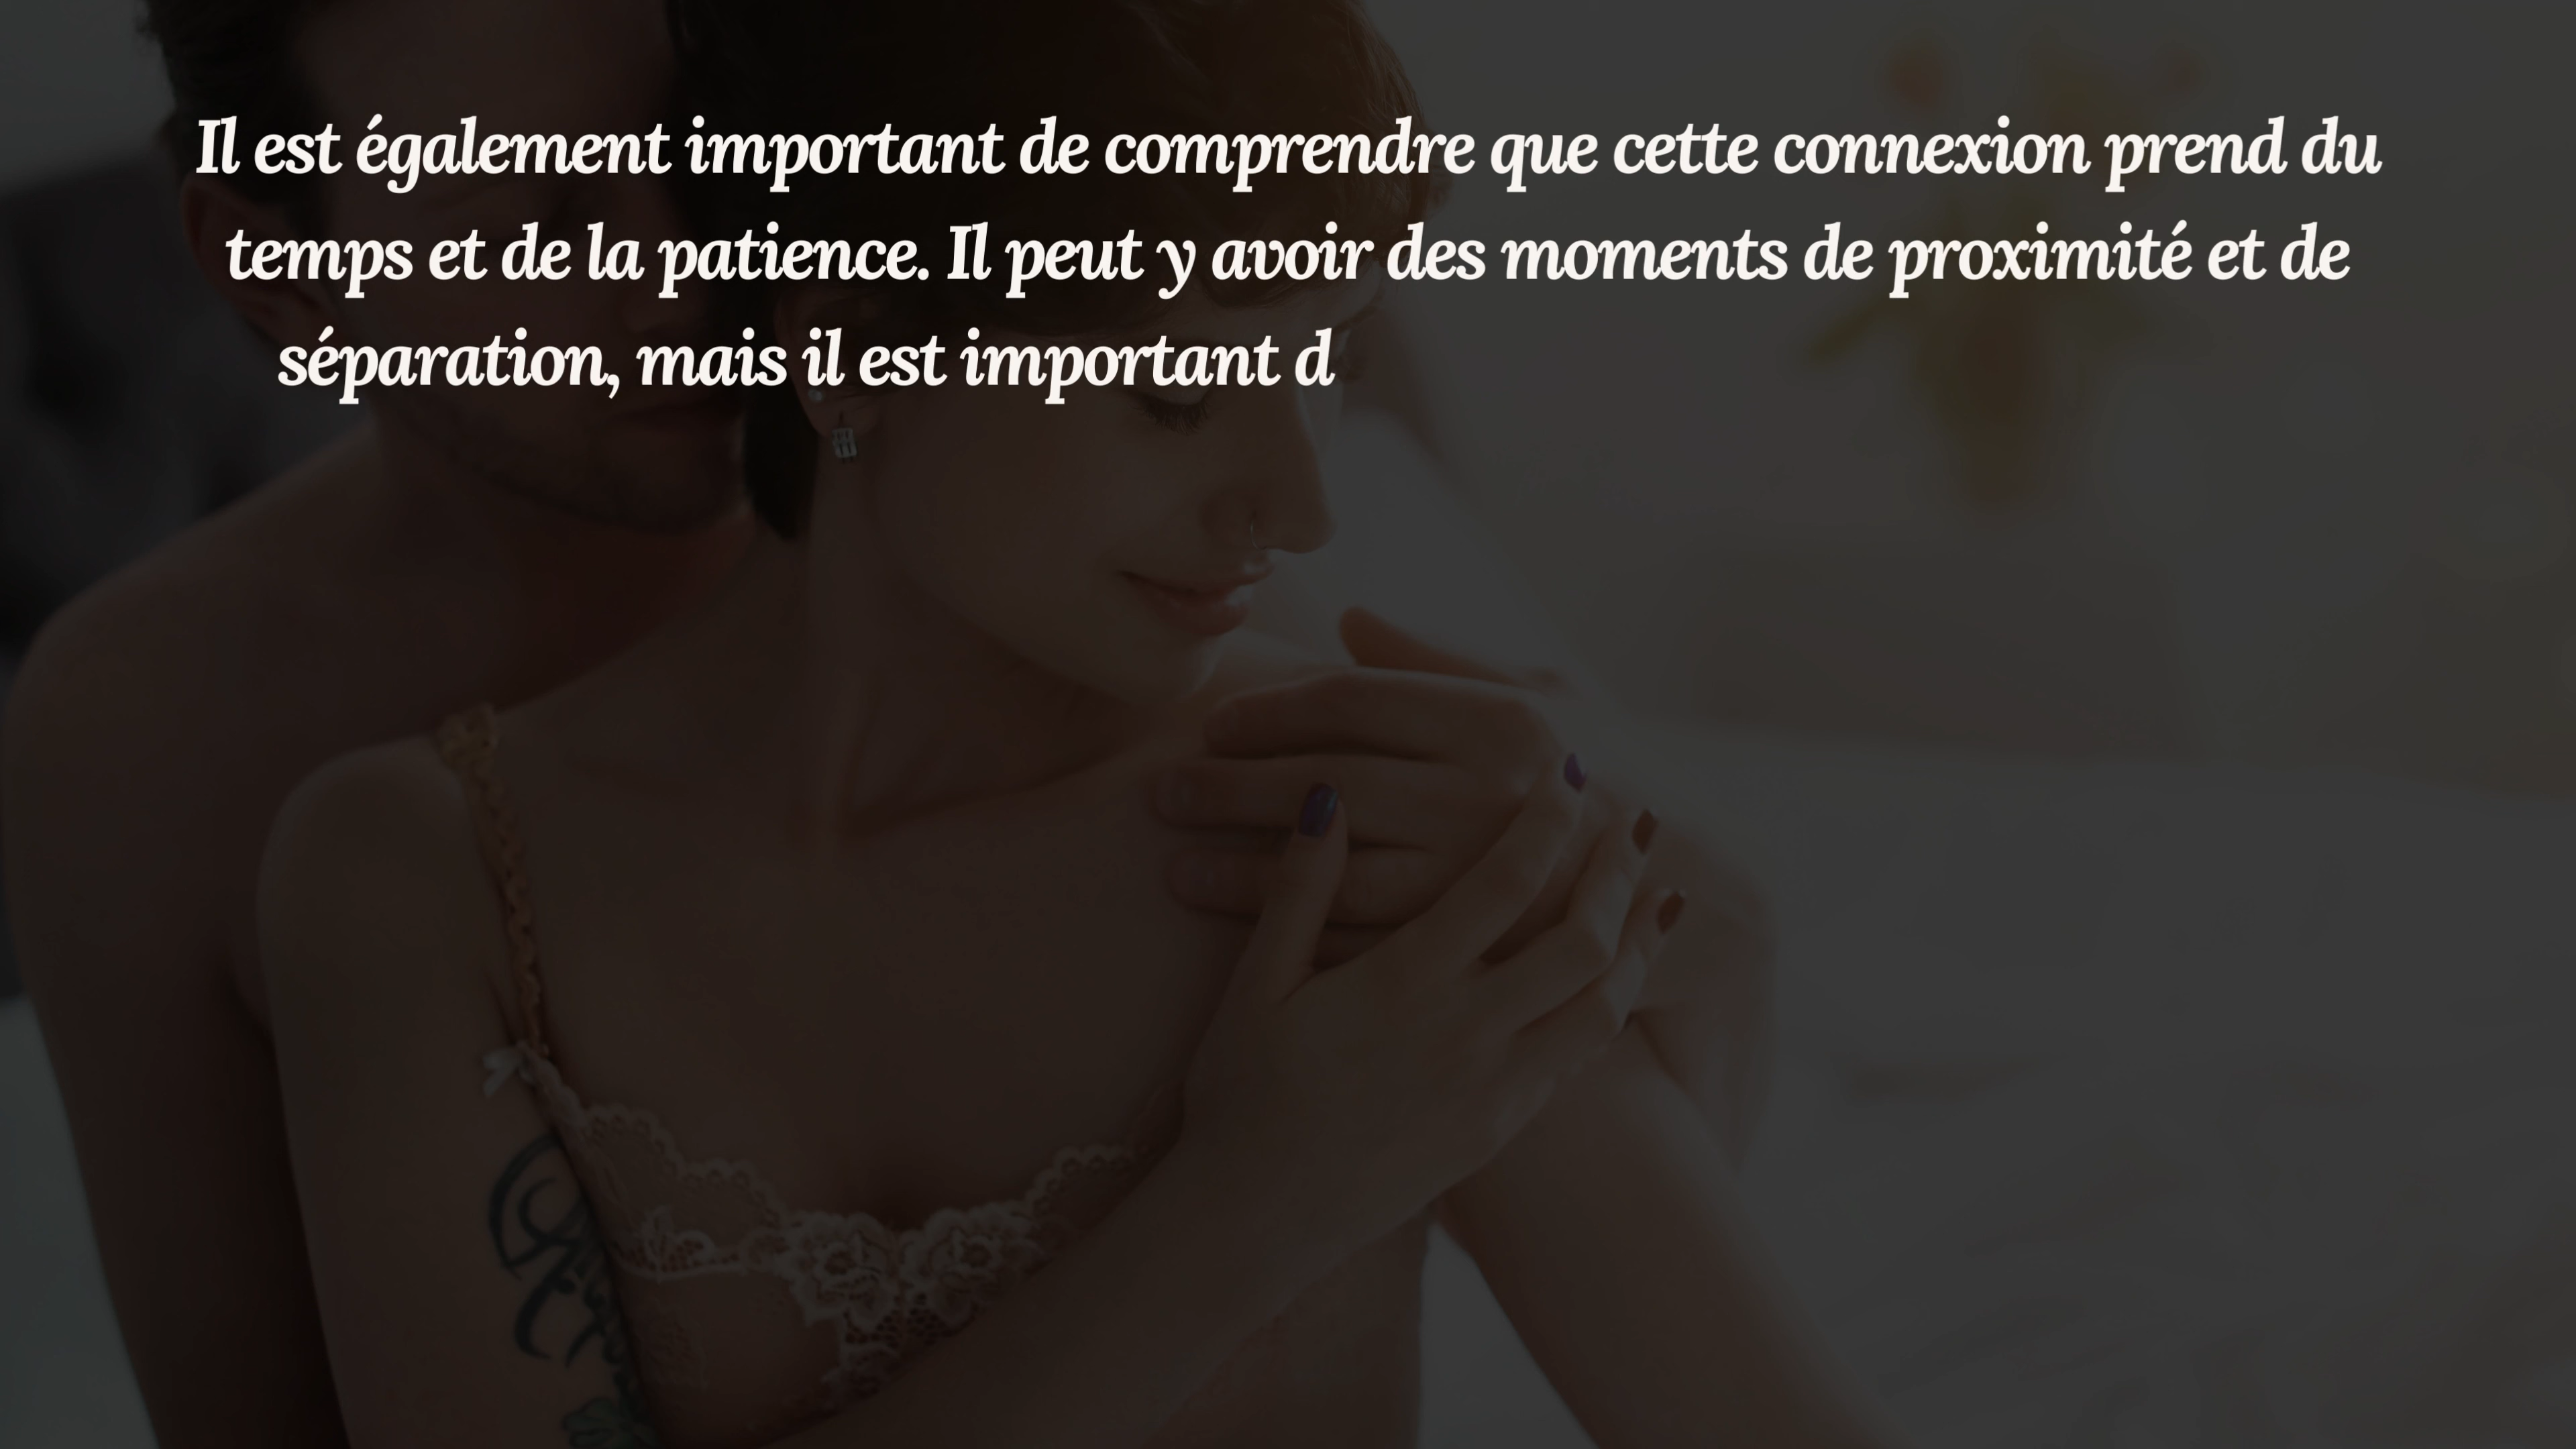 Il est également important de comprendre que cette connexion prend du
temps et de la patience. Il peut y avoir des moments de proximité et de
séparation, mais il est important d